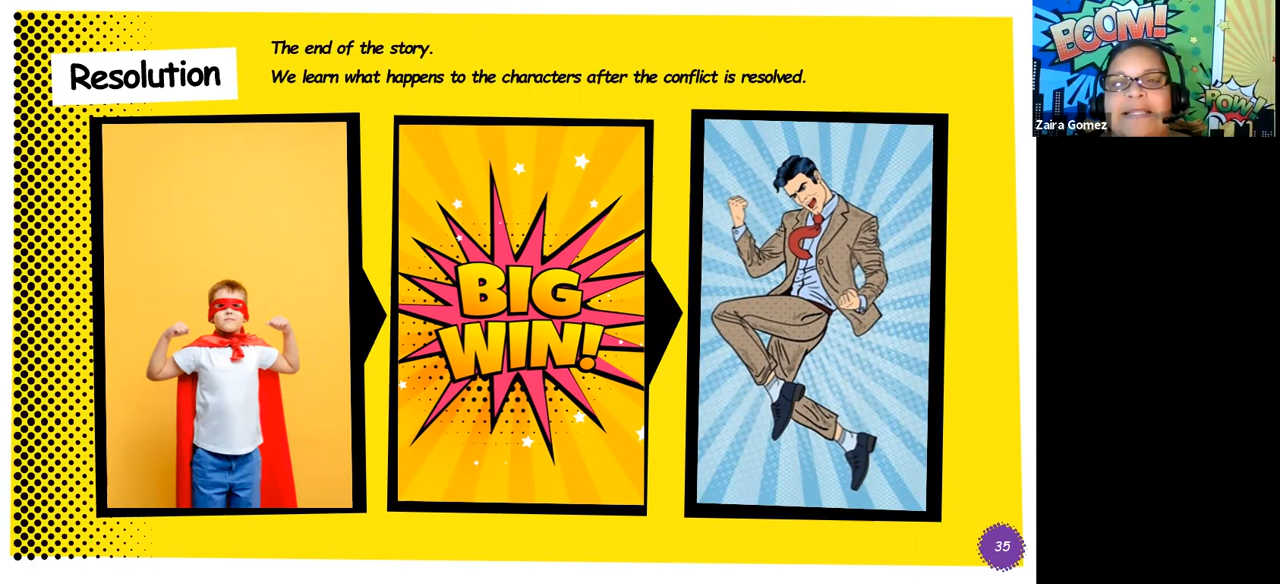 Resolution
The end of the story.
We learn what happens to the characters after the conflict is resolved.
BIG
WIN!
35
BOOM!
POW!
Zaira Gomez